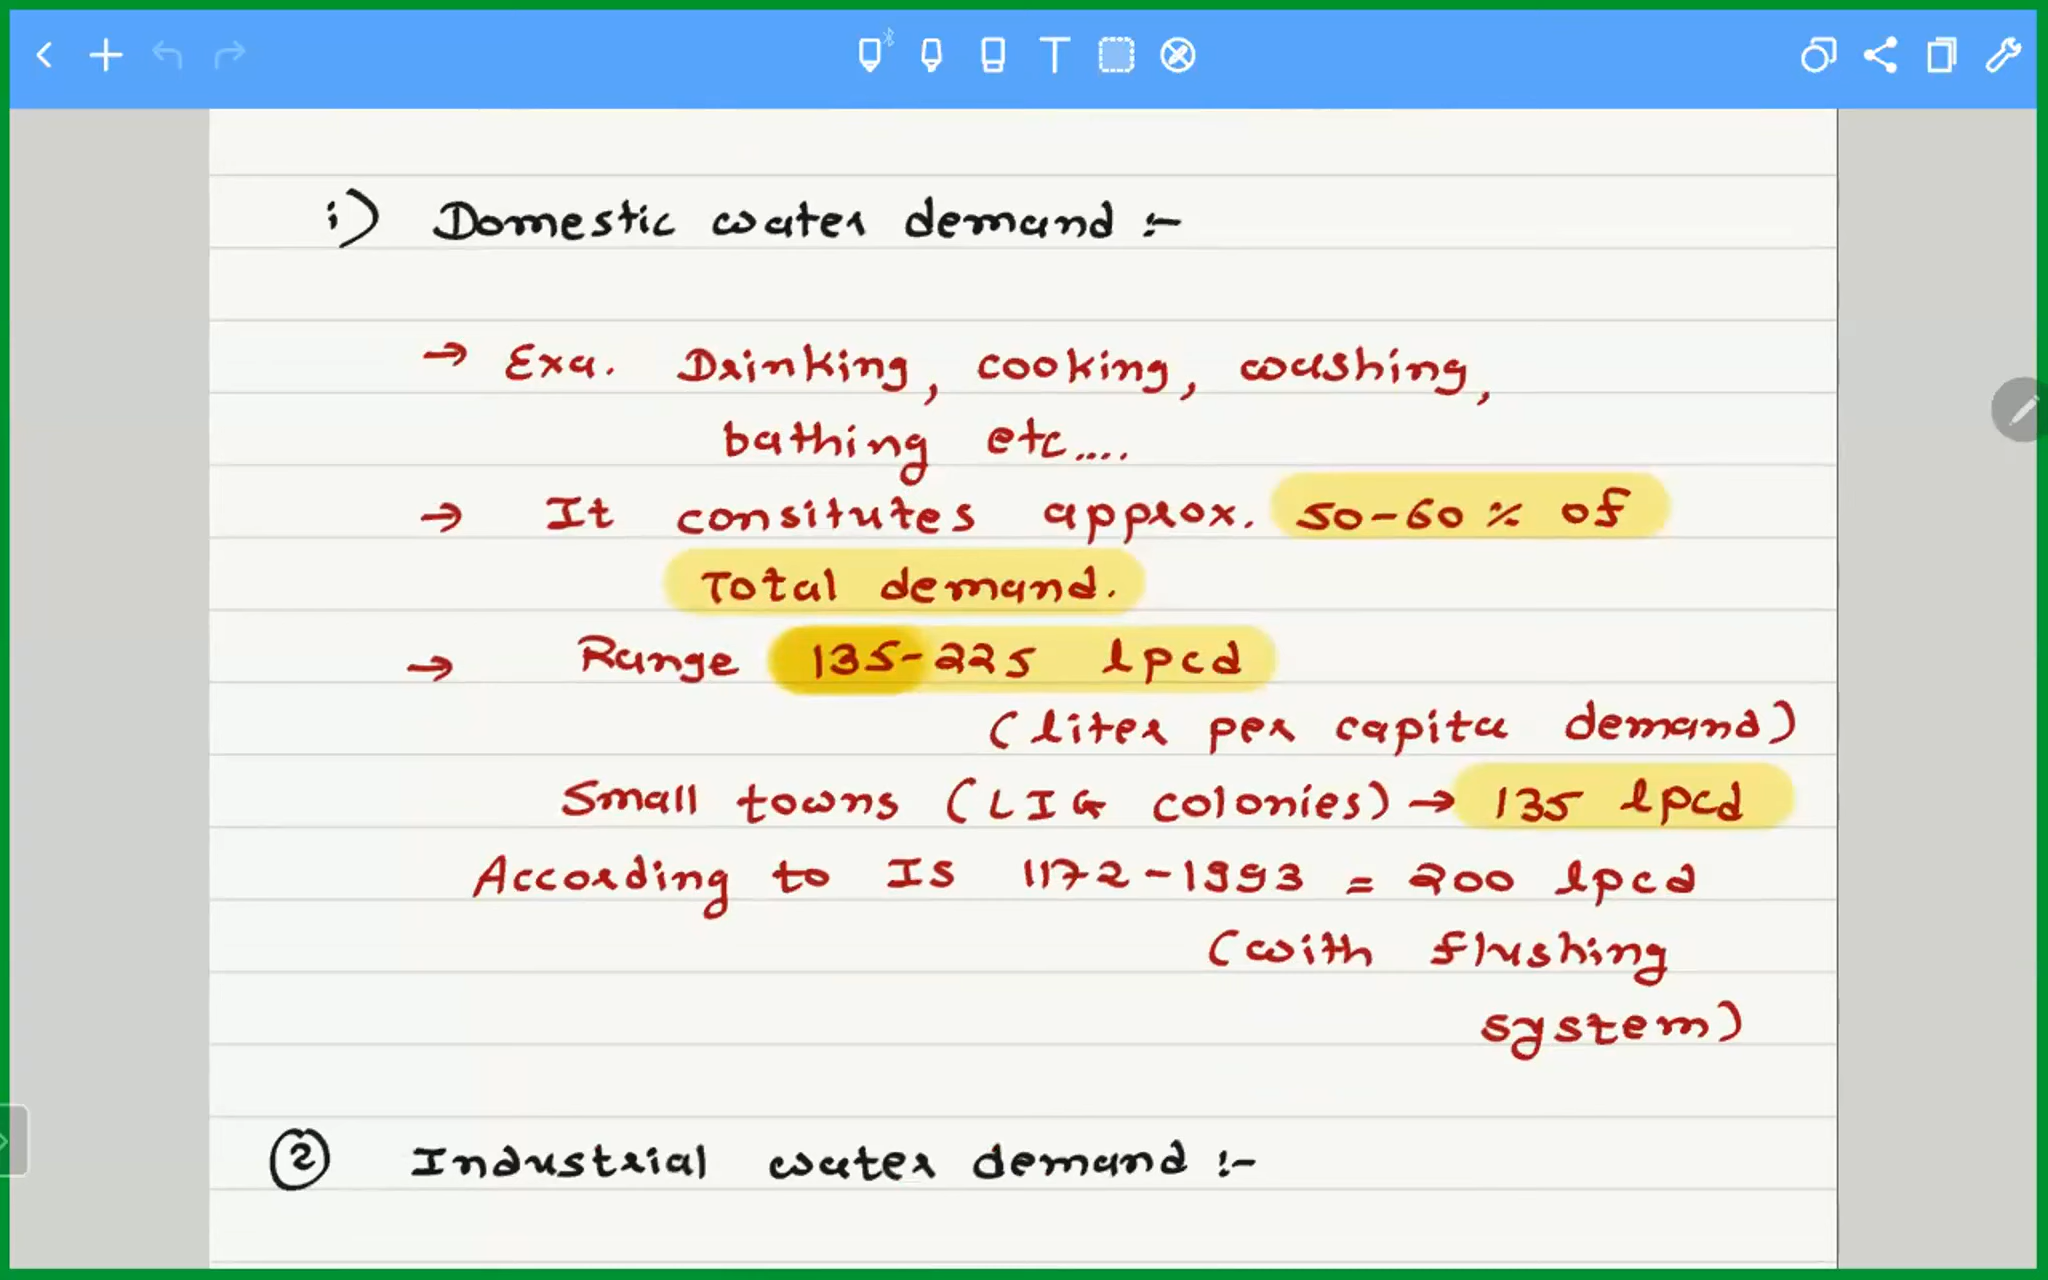 i) Domestic water demand :-
→ Exa. Drinking, cooking, washing,
bathing etc....
→ It consitutes approx. 50-60 % of
Total demand.
→ Range 135-225 lpcd
(liter per capita demand)
Small towns (LIG colonies) → 135 lpcd
According to IS 1172-1993 = 200 lpcd
(with flushing
system)
② Industrial water demand :-